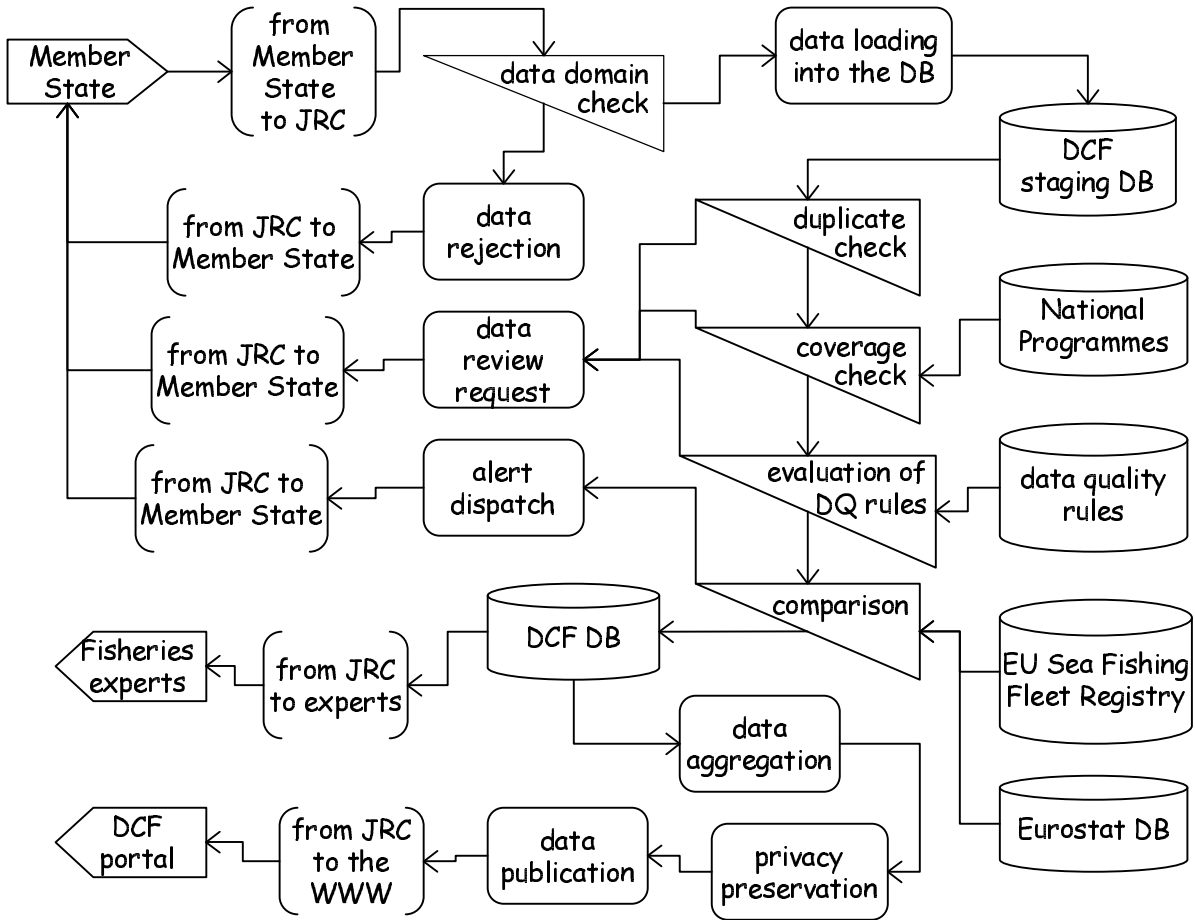 Member
State
from
Member
State
to JRC
data domain
check
data loading
into the DB
DCF
staging DB
from JRC to
Member State
data
rejection
duplicate
check
National
Programmes
from JRC to
Member State
data
review
request
coverage
check
from JRC to
Member State
alert
dispatch
evaluation of
DQ rules
data quality
rules
comparison
EU Sea Fishing
Fleet Registry
Fisheries
experts
from JRC
to experts
DCF DB
data
aggregation
Eurostat DB
DCF
portal
from JRC
to the
WWW
data
publication
privacy
preservation